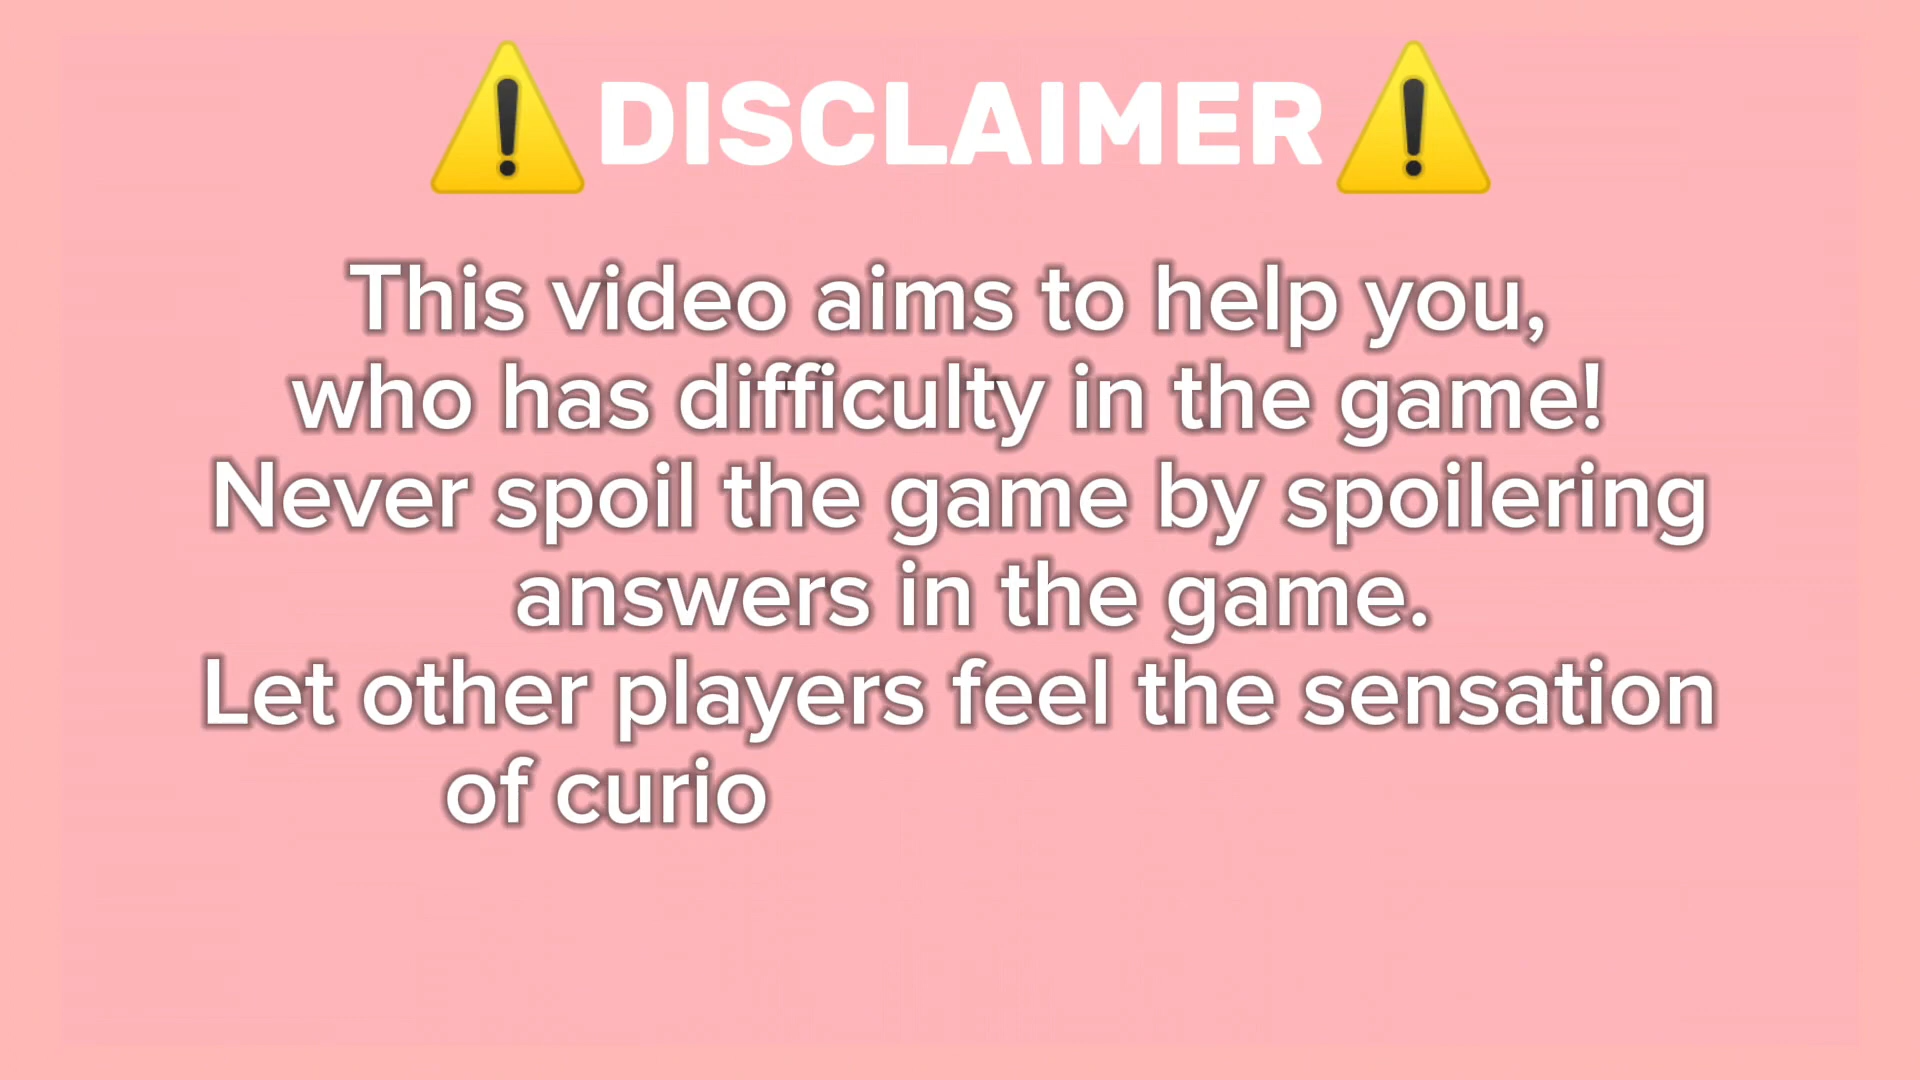 ⚠️DISCLAIMER⚠️
This video aims to help you,
who has difficulty in the game!
Never spoil the game by spoilering
answers in the game.
Let other players feel the sensation
of curio